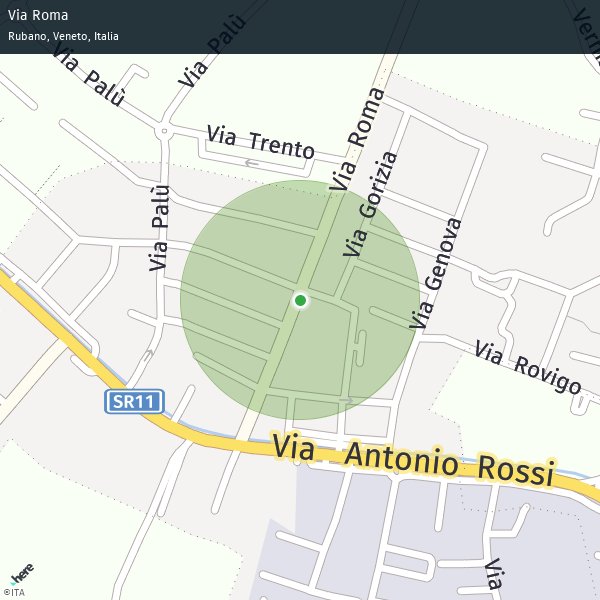 Via Roma
Rubano, Veneto, Italia
Via Palù
Via Palù
Via Trento
Via Roma
Via Gorizia
Via Palù
Via Genova
Via Rovigo
SR11
Via Antonio Rossi
Via
here
©ITA